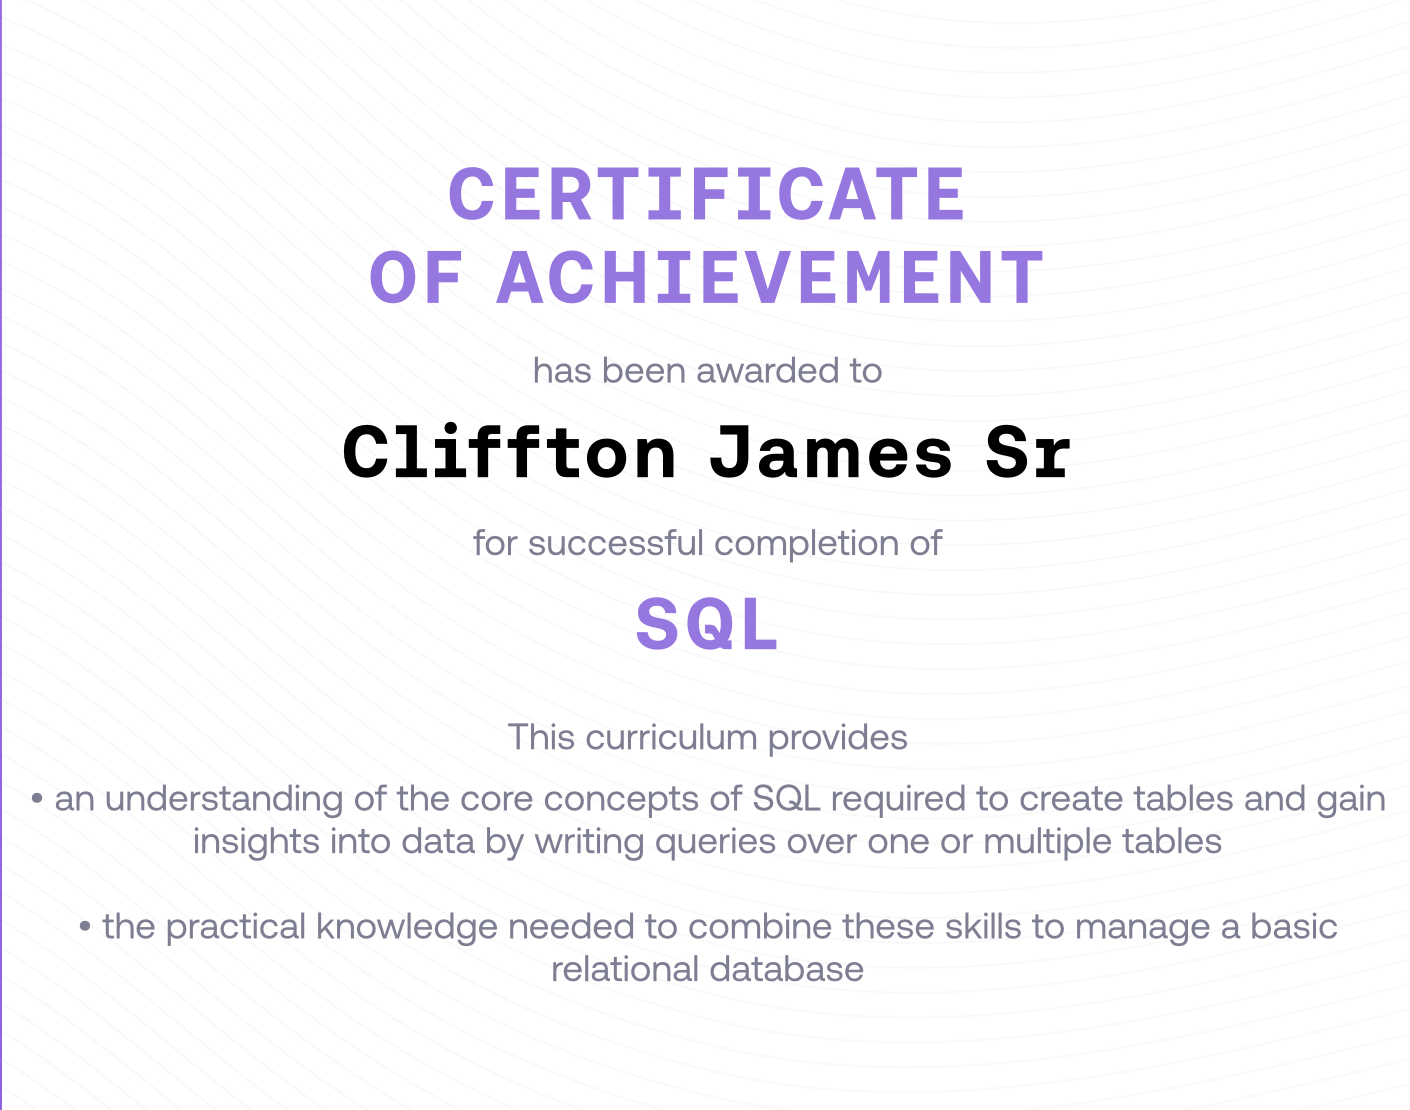 CERTIFICATE
OF ACHIEVEMENT
has been awarded to
Cliffton James Sr
for successful completion of
SQL
This curriculum provides
• an understanding of the core concepts of SQL required to create tables and gain
insights into data by writing queries over one or multiple tables
• the practical knowledge needed to combine these skills to manage a basic
relational database